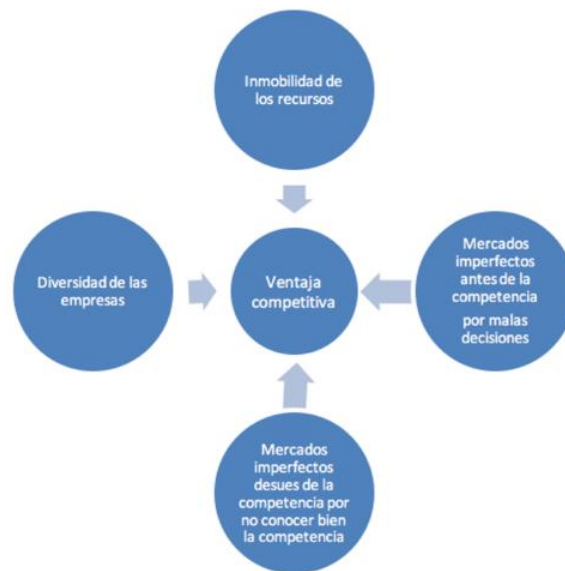 Inmobilidad de
los recursos
Diversidad de las
empresas
Ventaja
competitiva
Mercados
imperfectos
antes de la
competencia
por malas
decisiones
Mercados
imperfectos
desues de la
competencia por
no conocer bien
la competencia